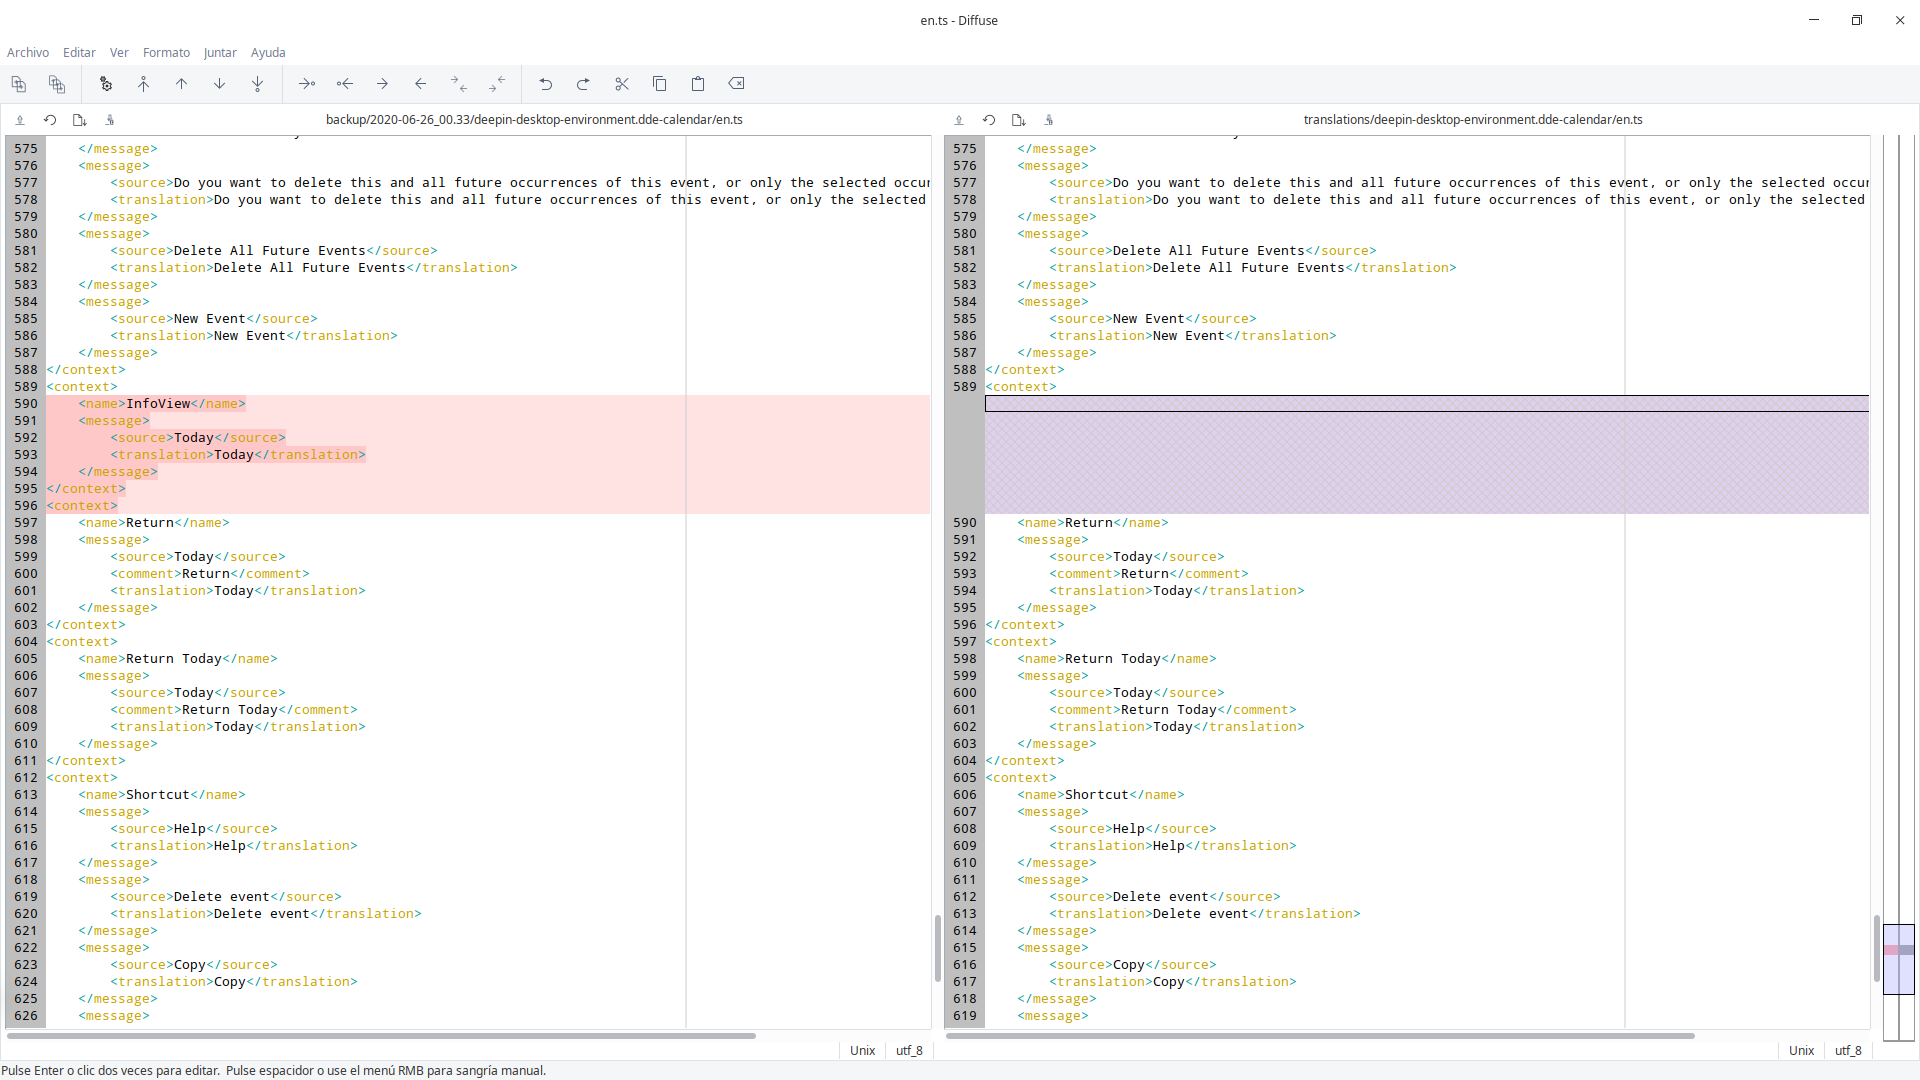 en.ts - Diffuse
Archivo Editar Ver Formato Juntar Ayuda
backup/2020-06-26_00.33/deepin-desktop-environment.dde-calendar/en.ts
575     </message>
576     <message>
577         <source>Do you want to delete this and all future occurrences of this event, or only the selected occur
578         <translation>Do you want to delete this and all future occurrences of this event, or only the selected
579     </message>
580     <message>
581         <source>Delete All Future Events</source>
582         <translation>Delete All Future Events</translation>
583     </message>
584     <message>
585         <source>New Event</source>
586         <translation>New Event</translation>
587     </message>
588 </context>
589 <context>
590     <name>InfoView</name>
591     <message>
592         <source>Today</source>
593         <translation>Today</translation>
594     </message>
595 </context>
596 <context>
597     <name>Return</name>
598     <message>
599         <source>Today</source>
600         <comment>Return</comment>
601         <translation>Today</translation>
602     </message>
603 </context>
604 <context>
605     <name>Return Today</name>
606     <message>
607         <source>Today</source>
608         <comment>Return Today</comment>
609         <translation>Today</translation>
610     </message>
611 </context>
612 <context>
613     <name>Shortcut</name>
614     <message>
615         <source>Help</source>
616         <translation>Help</translation>
617     </message>
618     <message>
619         <source>Delete event</source>
620         <translation>Delete event</translation>
621     </message>
622     <message>
623         <source>Copy</source>
624         <translation>Copy</translation>
625     </message>
626     <message>
Unix utf_8
translations/deepin-desktop-environment.dde-calendar/en.ts
575     </message>
576     <message>
577         <source>Do you want to delete this and all future occurrences of this event, or only the selected occur
578         <translation>Do you want to delete this and all future occurrences of this event, or only the selected
579     </message>
580     <message>
581         <source>Delete All Future Events</source>
582         <translation>Delete All Future Events</translation>
583     </message>
584     <message>
585         <source>New Event</source>
586         <translation>New Event</translation>
587     </message>
588 </context>
589 <context>
590     <name>Return</name>
591     <message>
592         <source>Today</source>
593         <comment>Return</comment>
594         <translation>Today</translation>
595     </message>
596 </context>
597 <context>
598     <name>Return Today</name>
599     <message>
600         <source>Today</source>
601         <comment>Return Today</comment>
602         <translation>Today</translation>
603     </message>
604 </context>
605 <context>
606     <name>Shortcut</name>
607     <message>
608         <source>Help</source>
609         <translation>Help</translation>
610     </message>
611     <message>
612         <source>Delete event</source>
613         <translation>Delete event</translation>
614     </message>
615     <message>
616         <source>Copy</source>
617         <translation>Copy</translation>
618     </message>
619     <message>
Unix utf_8
Pulse Enter o clic dos veces para editar.  Pulse espacidor o use el menú RMB para sangría manual.